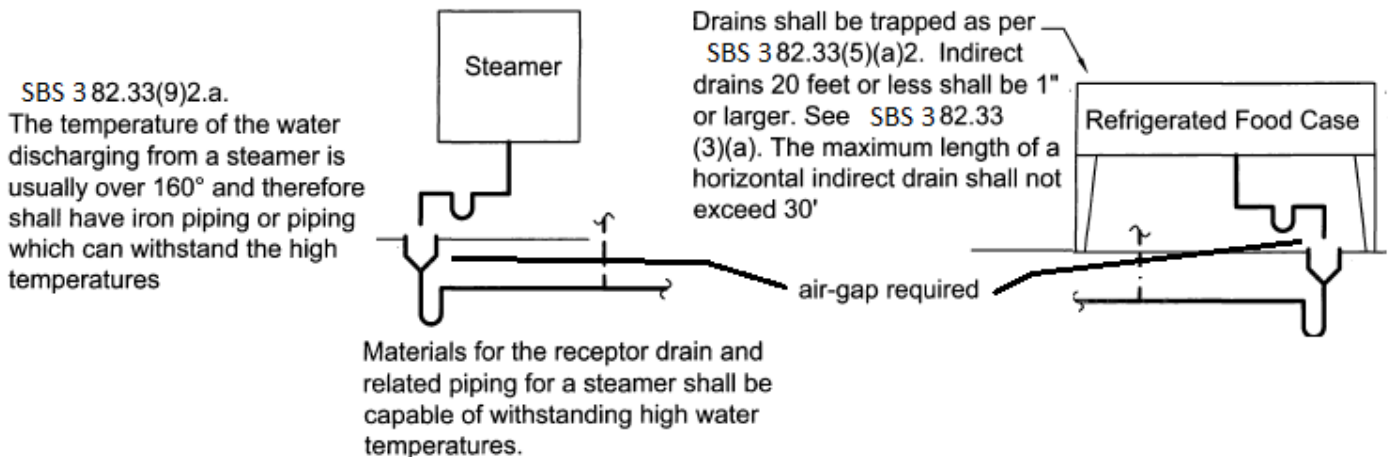 SBS 382.33(9)2.a.
The temperature of the water
discharging from a steamer is
usually over 160° and therefore
shall have iron piping or piping
which can withstand the high
temperatures
Steamer
Materials for the receptor drain and
related piping for a steamer shall be
capable of withstanding high water
temperatures.
Drains shall be trapped as per
SBS 382.33(5)(a)2. Indirect
drains 20 feet or less shall be 1"
or larger. See SBS 382.33
(3)(a). The maximum length of a
horizontal indirect drain shall not
exceed 30'
Refrigerated Food Case
air-gap required